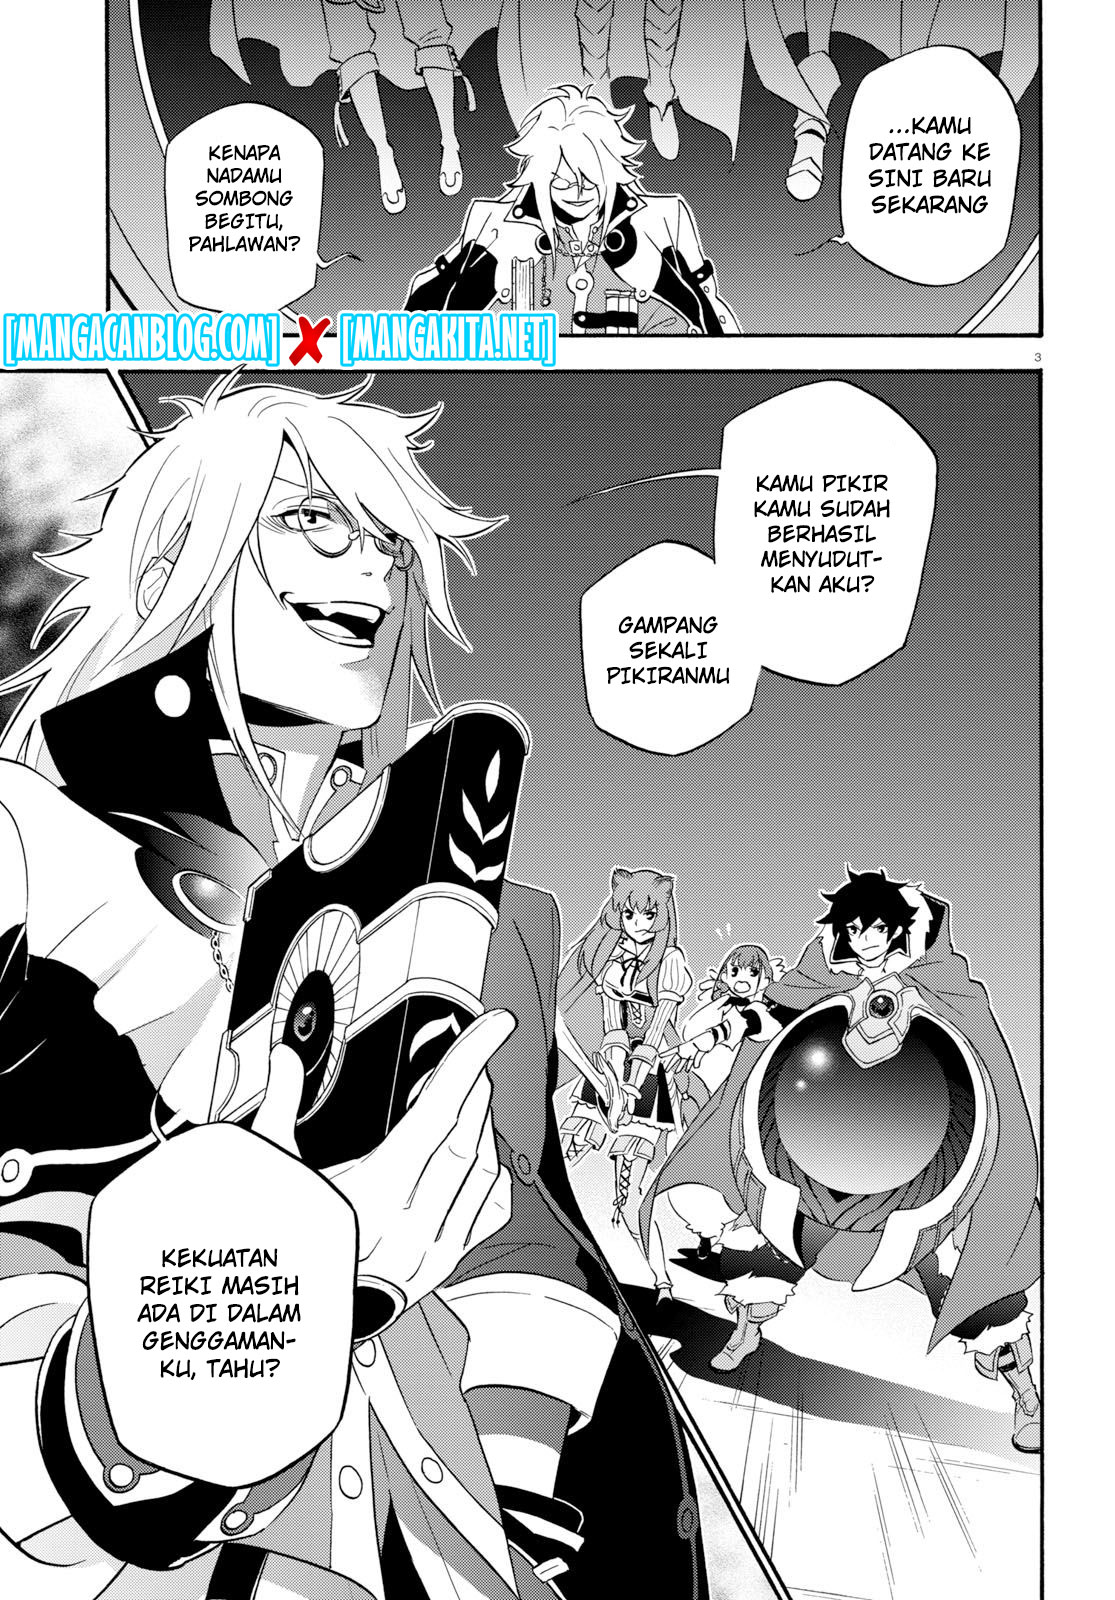 ...KAMU
DATANG KE
SINI BARU
SEKARANG
KENAPA
NADAMU
SOMBONG
BEGITU,
PAHLAWAN?
[MANGACANBLOG.COM] X [MANGAKITA.NET]
3
KAMU PIKIR
KAMU SUDAH
BERHASIL
MENYUDUT-
KAN AKU?
GAMPANG
SEKALI
PIKIRANMU
KEKUATAN
REIKI MASIH
ADA DI DALAM
GENGGAMAN-
KU, TAHU?